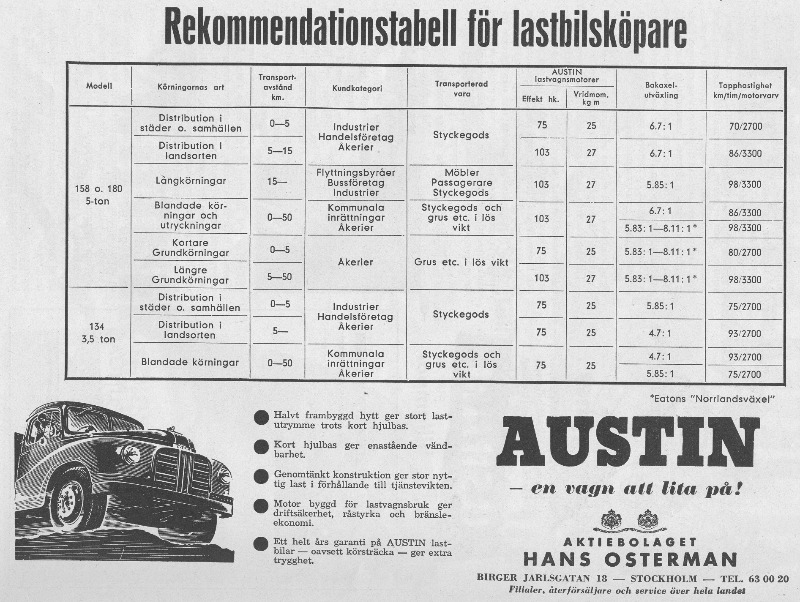 Rekommendationstabell för lastbilsköpare
Modell
Körningarnas art
Transport-
avstånd
km.
Kundkategori
Transporterad
vara
AUSTIN
lastvagnsmotorer
Effekt hk.
Vridmom.
kg m
Bakaxel-
utväxling
Topphastighet
km/tim/motorvarv
158 o. 180
5-ton
Distribution i
städer o. samhällen
0—5
Industrier
Handelsföretag
Åkerier
Styckegods
75
25
6.7: 1
70/2700
Distribution i
landsorten
5—15
103
27
6.7: 1
86/3300
Långkörningar
15—
Flyttningsbyråer
Bussföretag
Industrier
Möbler
Passagerare
Styckegods
103
27
5.85: 1
98/3300
Blandade kör-
ningar och
utryckningar
0—50
Kommunala
inrättningar
Åkerier
Styckegods och
grus etc. i lös
vikt
103
27
6.7: 1
86/3300
5.83: 1—8.11: 1*
98/3300
Kortare
Grundkörningar
0—5
Åkerier
Grus etc. i lös vikt
75
25
5.83: 1—8.11: 1*
80/2700
Längre
Grundkörningar
5—50
103
27
5.83: 1—8.11: 1*
98/3300
134
3,5 ton
Distribution i
städer o. samhällen
0—5
Industrier
Handelsföretag
Åkerier
Styckegods
75
25
5.85: 1
75/2700
Distribution i
landsorten
5—
75
25
4.7: 1
93/2700
Blandade körningar
0—50
Kommunala
inrättningar
Åkerier
Styckegods och
grus etc. i lös
vikt
75
25
4.7: 1
93/2700
5.85: 1
75/2700
*Eatons "Norrlandsväxel"
Halvt frambyggd hytt ger stort last-
utrymme trots kort hjulbas.
Kort hjulbas ger enastående vänd-
barhet.
Genomtänkt konstruktion ger stor nyt-
tig last i förhållande till tjänstevikten.
Motor byggd för lastvagnsbruk ger
driftsäkerhet, råstyrka och bränsle-
ekonomi.
Ett helt års garanti på AUSTIN last-
bilar — oavsett körsträcka — ger extra
trygghet.
AUSTIN
— en vagn att lita på!
AKTIEBOLAGET
HANS OSTERMAN
BIRGER JARLSGATAN 18 — STOCKHOLM — TEL. 63 00 20
Filialer, återförsäljare och service över hela landet